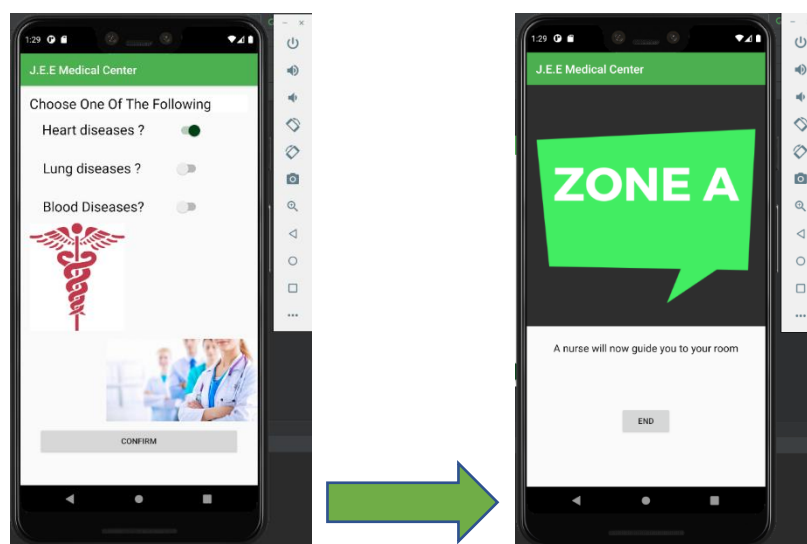 1:29
J.E.E Medical Center
Choose One Of The Following
Heart diseases ?
Lung diseases ?
Blood Diseases?
CONFIRM
1:29
J.E.E Medical Center
ZONE A
A nurse will now guide you to your room
END